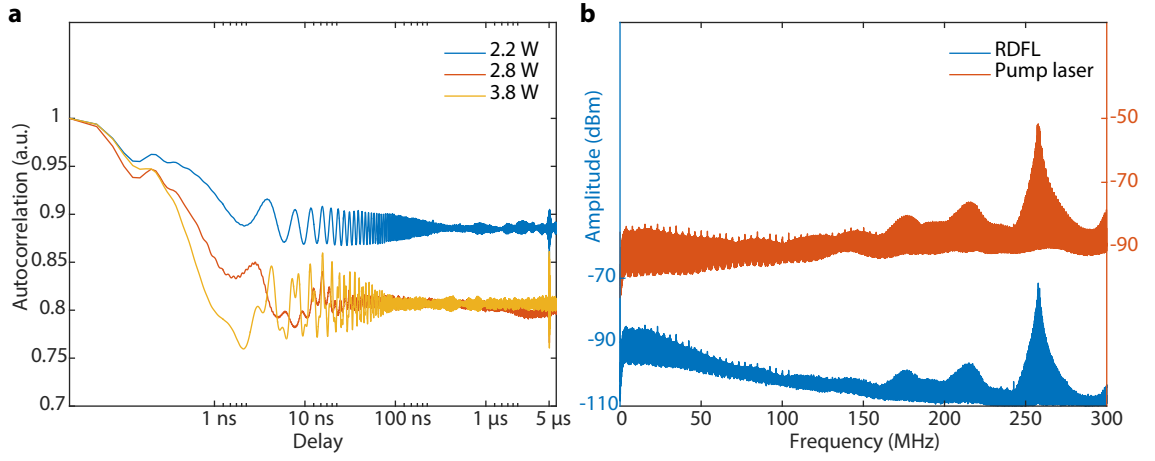 a
2.2 W
2.8 W
3.8 W
Autocorrelation (a.u.)
1
0.95
0.9
0.85
0.8
0.75
0.7
1 ns
10 ns
100 ns
1 µs
5 µs
Delay
b
RDFL
Pump laser
Amplitude (dBm)
-70
-90
-110
-50
-70
-90
0
50
100
150
200
250
300
Frequency (MHz)